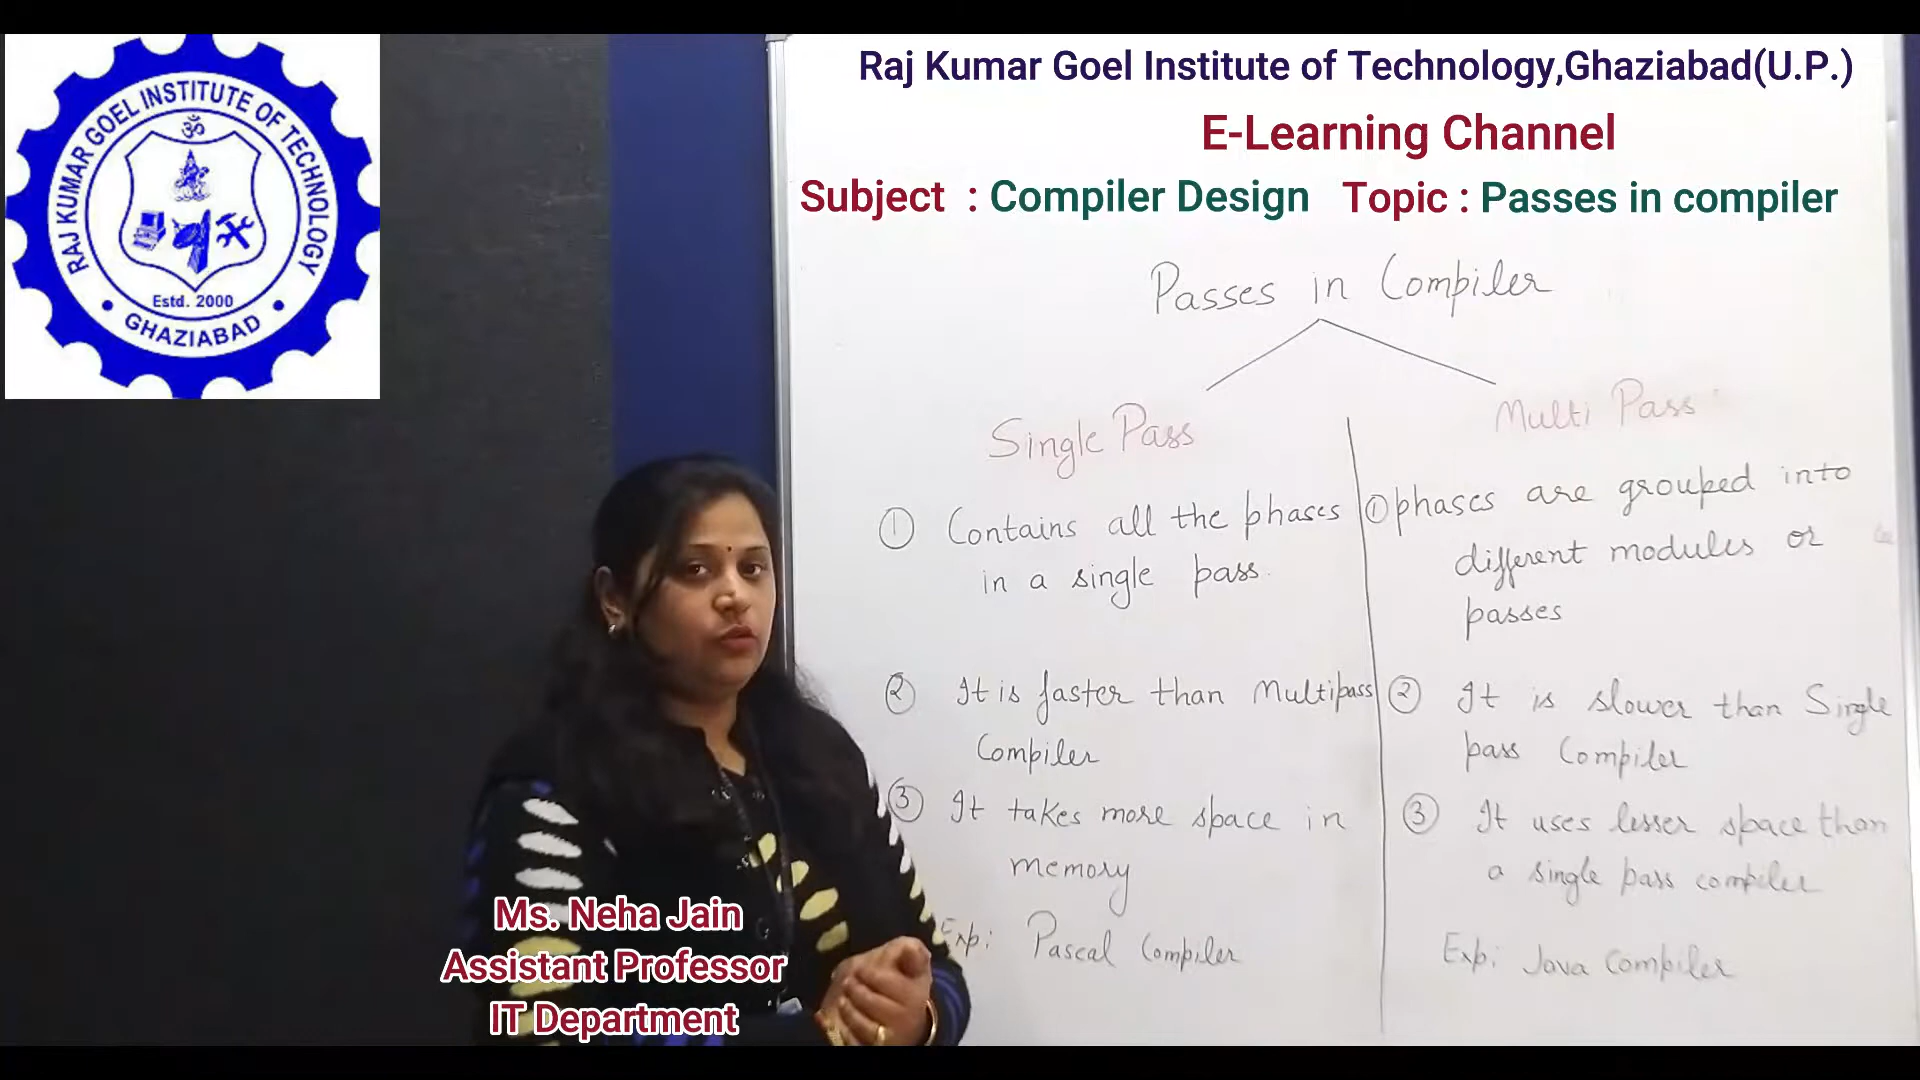 RAJ KUMAR GOEL INSTITUTE OF TECHNOLOGY
ॐ
Estd. 2000
GHAZIABAD
Raj Kumar Goel Institute of Technology,Ghaziabad(U.P.)
E-Learning Channel
Subject : Compiler Design Topic : Passes in compiler
Passes in Compiler
Single Pass
① Contains all the phases
in a single pass.
② It is faster than Multipass
Compiler
③ It takes more space in
memory
Exp: Pascal Compiler
Multi Pass
① phases are grouped into
different modules or
passes
② It is slower than Single
pass Compiler
③ It uses lesser space than
a single pass compiler
Exp: Java Compiler
Ms. Neha Jain
Assistant Professor
IT Department